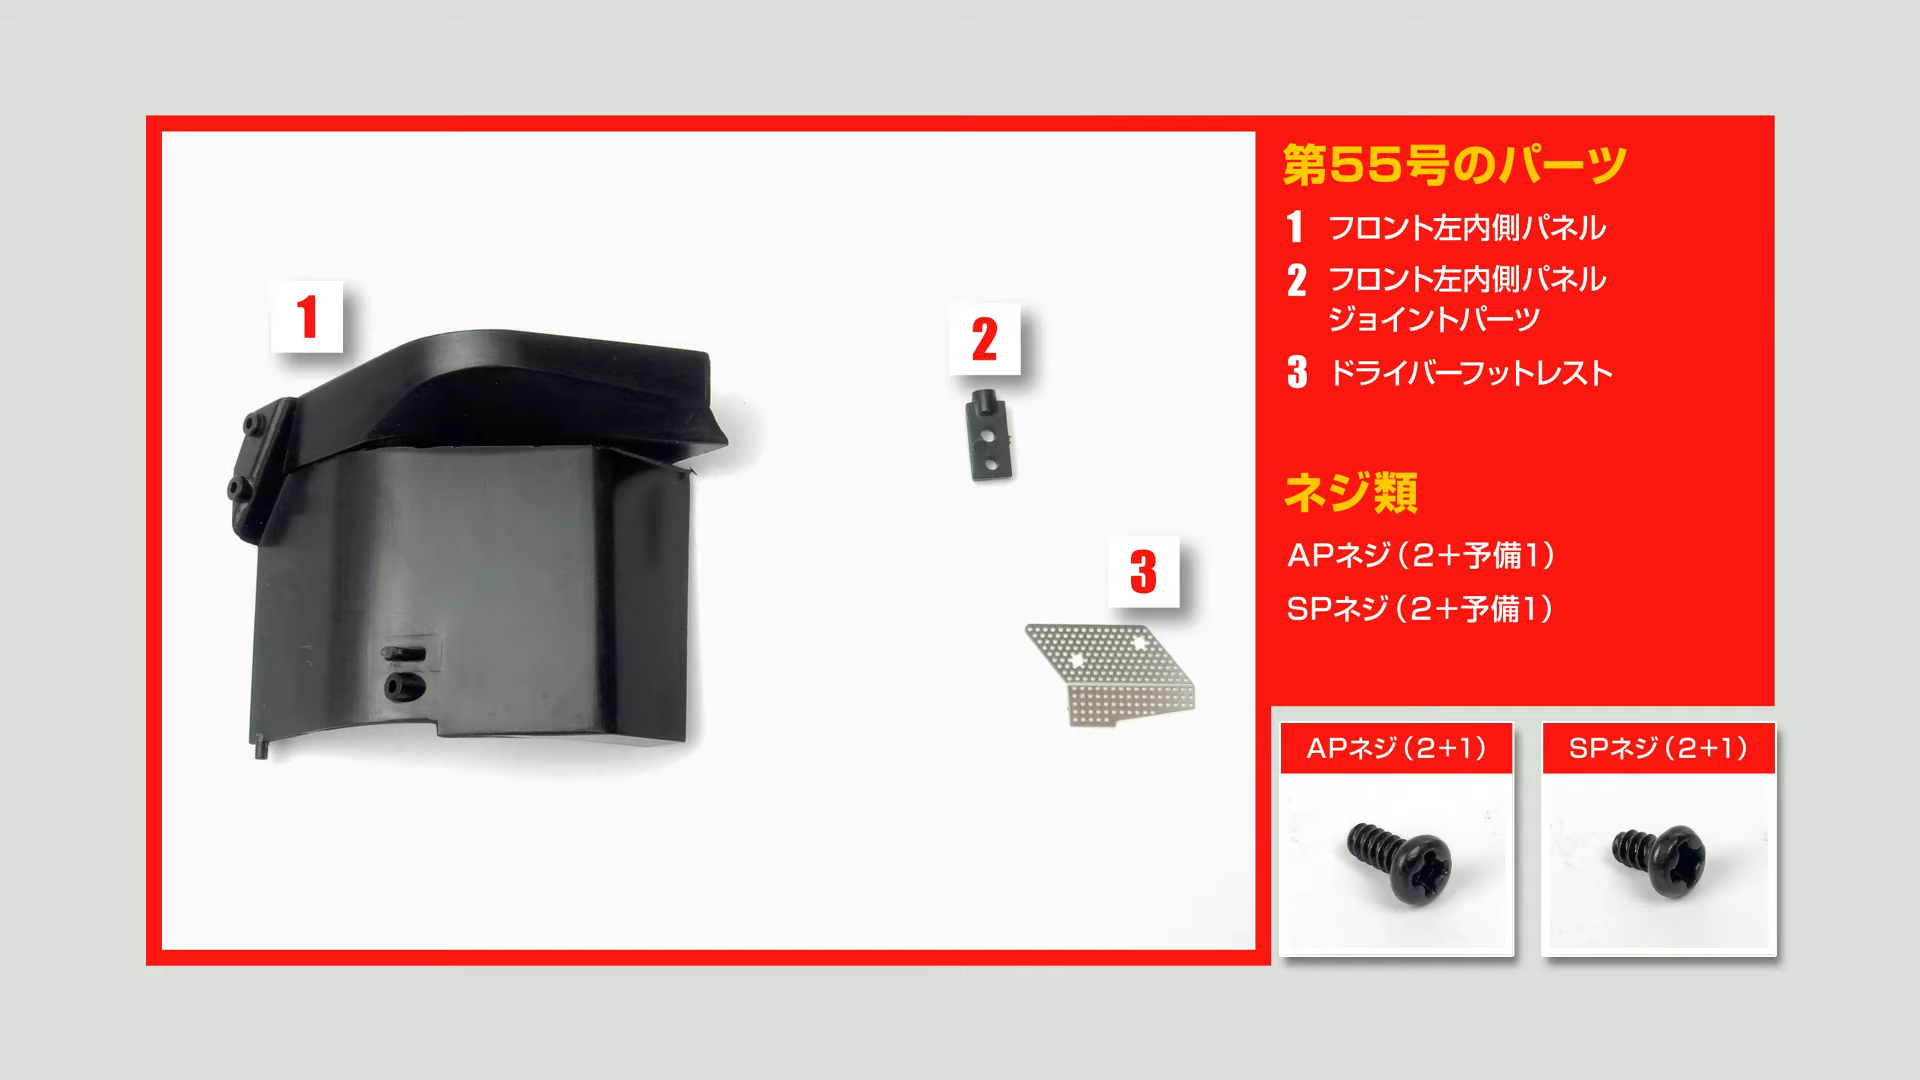 第55号のパーツ
1 フロント左内側パネル
2 フロント左内側パネル
ジョイントパーツ
3 ドライバーフットレスト
ネジ類
APネジ（2＋予備1）
SPネジ（2＋予備1）
1
2
3
APネジ（2＋1）
SPネジ（2＋1）